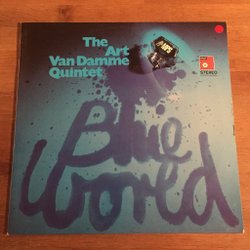 The Art
Van Damme
Quintet
STEREO
Blue
World